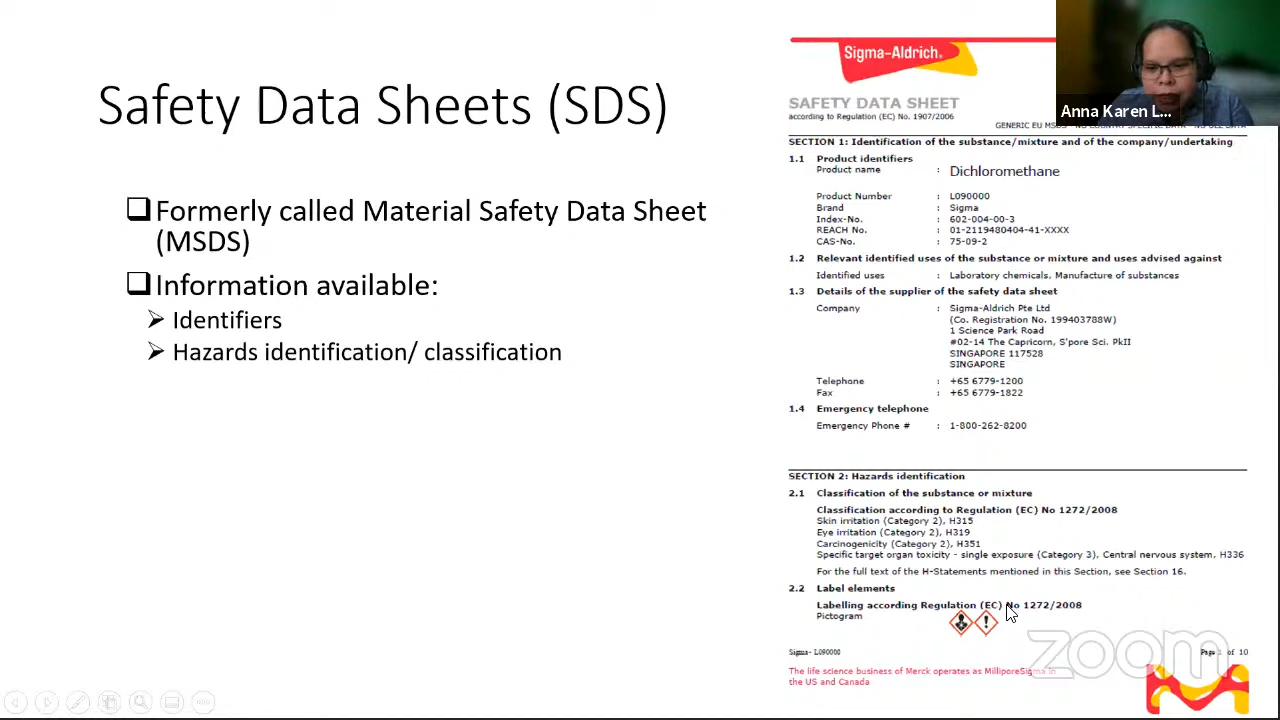 Safety Data Sheets (SDS)
Formerly called Material Safety Data Sheet
(MSDS)
Information available:
Identifiers
Hazards identification/ classification
Sigma-Aldrich.
Anna Karen L...
SAFETY DATA SHEET
according to Regulation (EC) No. 1907/2006
SECTION 1: Identification of the substance/mixture and of the company/undertaking
1.1 Product identifiers
Product name : Dichloromethane
Product Number : L090000
Brand : Sigma
Index-No. : 602-004-00-3
REACH No. : 01-2119480404-41-XXXX
CAS-No. : 75-09-2
1.2 Relevant identified uses of the substance or mixture and uses advised against
Identified uses : Laboratory chemicals, Manufacture of substances
1.3 Details of the supplier of the safety data sheet
Company : Sigma-Aldrich Pte Ltd
(Co. Registration No. 199403788W)
1 Science Park Road
#02-14 The Capricorn, S'pore Sci. PkII
SINGAPORE 117528
SINGAPORE
Telephone : +65 6779-1200
Fax : +65 6779-1822
1.4 Emergency telephone
Emergency Phone # : 1-800-262-8200
SECTION 2: Hazards identification
2.1 Classification of the substance or mixture
Classification according to Regulation (EC) No 1272/2008
Skin irritation (Category 2), H315
Eye irritation (Category 2), H319
Carcinogenicity (Category 2), H351
Specific target organ toxicity - single exposure (Category 3), Central nervous system, H336
For the full text of the H-Statements mentioned in this Section, see Section 16.
2.2 Label elements
Labelling according Regulation (EC) No 1272/2008
Pictogram
Sigma- L090000
Page 1 of 10
The life science business of Merck operates as MilliporeSigma in
the US and Canada
zoom